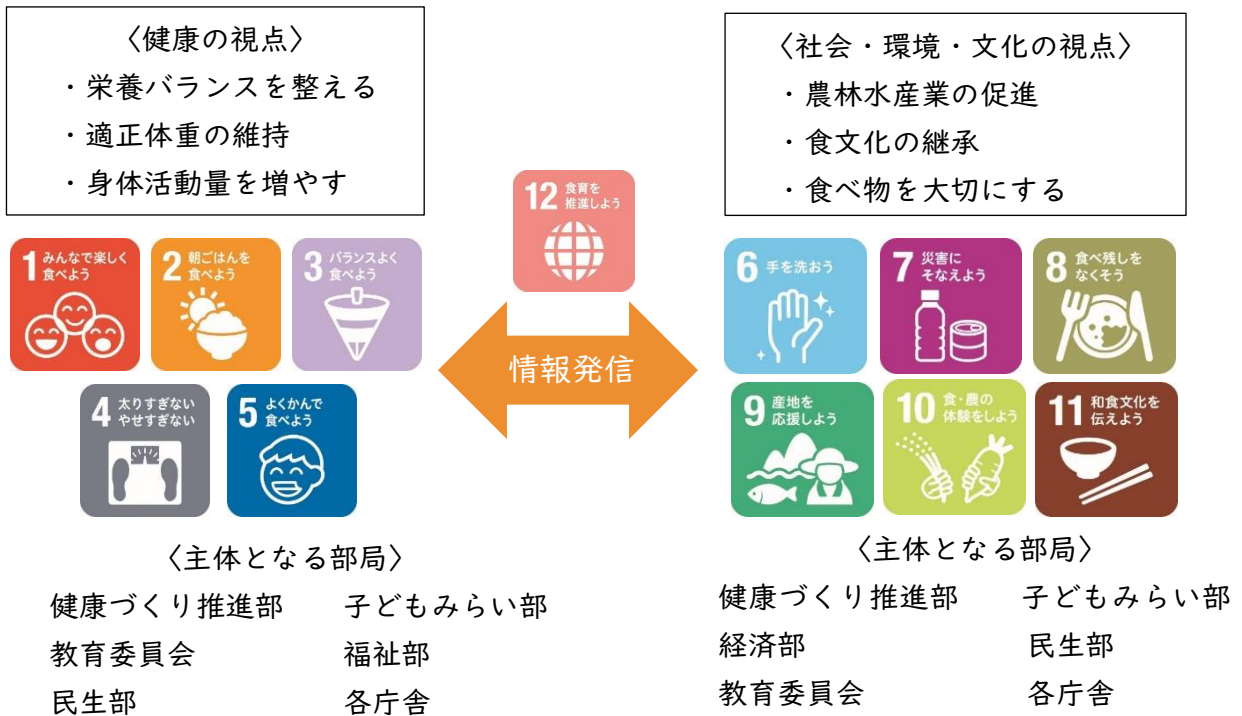 〈健康の視点〉
・栄養バランスを整える
・適正体重の維持
・身体活動量を増やす
〈社会・環境・文化の視点〉
・農林水産業の促進
・食文化の継承
・食べ物を大切にする
12 食育を
推進しよう
1 みんなで楽しく
食べよう
2 朝ごはんを
食べよう
3 バランスよく
食べよう
4 太りすぎない
やせすぎない
5 よくかんで
食べよう
情報発信
6 手を洗おう
7 災害に
そなえよう
8 食べ残しを
なくそう
9 産地を
応援しよう
10 食・農の
体験をしよう
11 和食文化を
伝えよう
〈主体となる部局〉
健康づくり推進部 子どもみらい部
教育委員会 福祉部
民生部 各庁舎
〈主体となる部局〉
健康づくり推進部 子どもみらい部
経済部 民生部
教育委員会 各庁舎